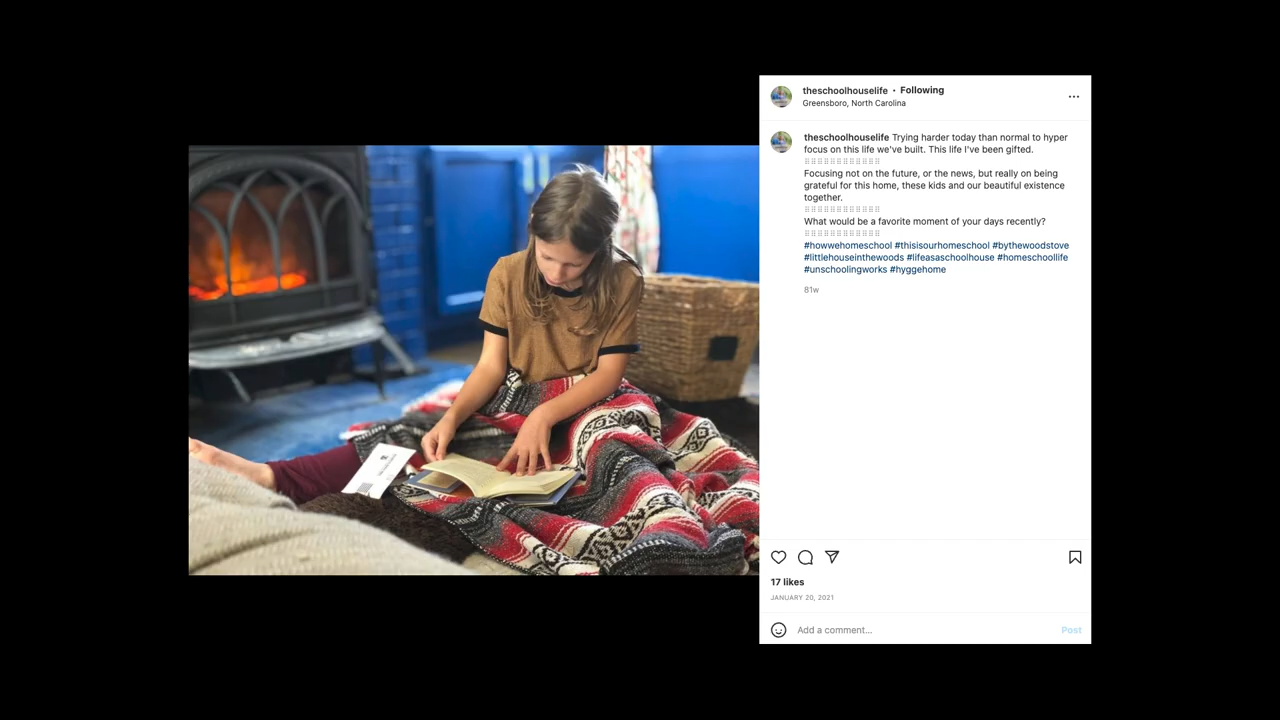 theschoolhouselife • Following
Greensboro, North Carolina
theschoolhouselife Trying harder today than normal to hyper
focus on this life we've built. This life I've been gifted.
⠿⠿⠿⠿⠿⠿⠿⠿⠿⠿⠿⠿
Focusing not on the future, or the news, but really on being
grateful for this home, these kids and our beautiful existence
together.
⠿⠿⠿⠿⠿⠿⠿⠿⠿⠿⠿⠿
What would be a favorite moment of your days recently?
⠿⠿⠿⠿⠿⠿⠿⠿⠿⠿⠿⠿
#howwehomeschool #thisisourhomeschool #bythewoodstove
#littlehouseinthewoods #lifeasaschoolhouse #homeschoollife
#unschoolingworks #hyggehome
81w
17 likes
JANUARY 20, 2021
Add a comment...
Post